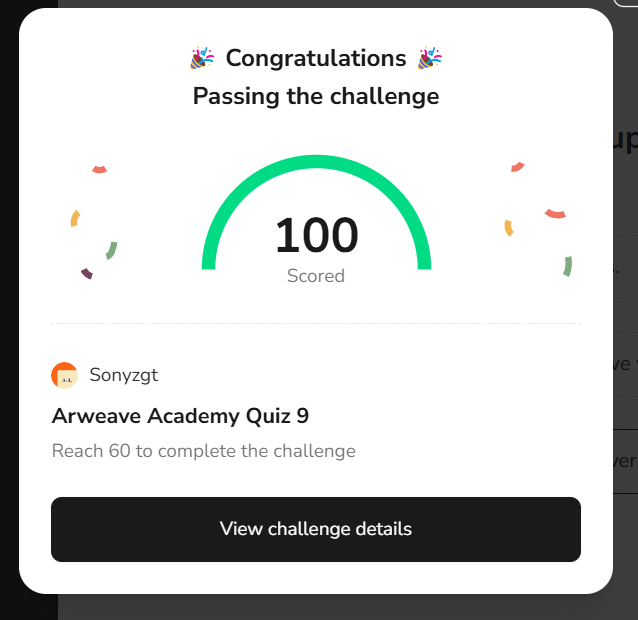 🎉 Congratulations 🎉
Passing the challenge
100
Scored
Sonyzgt
Arweave Academy Quiz 9
Reach 60 to complete the challenge
View challenge details